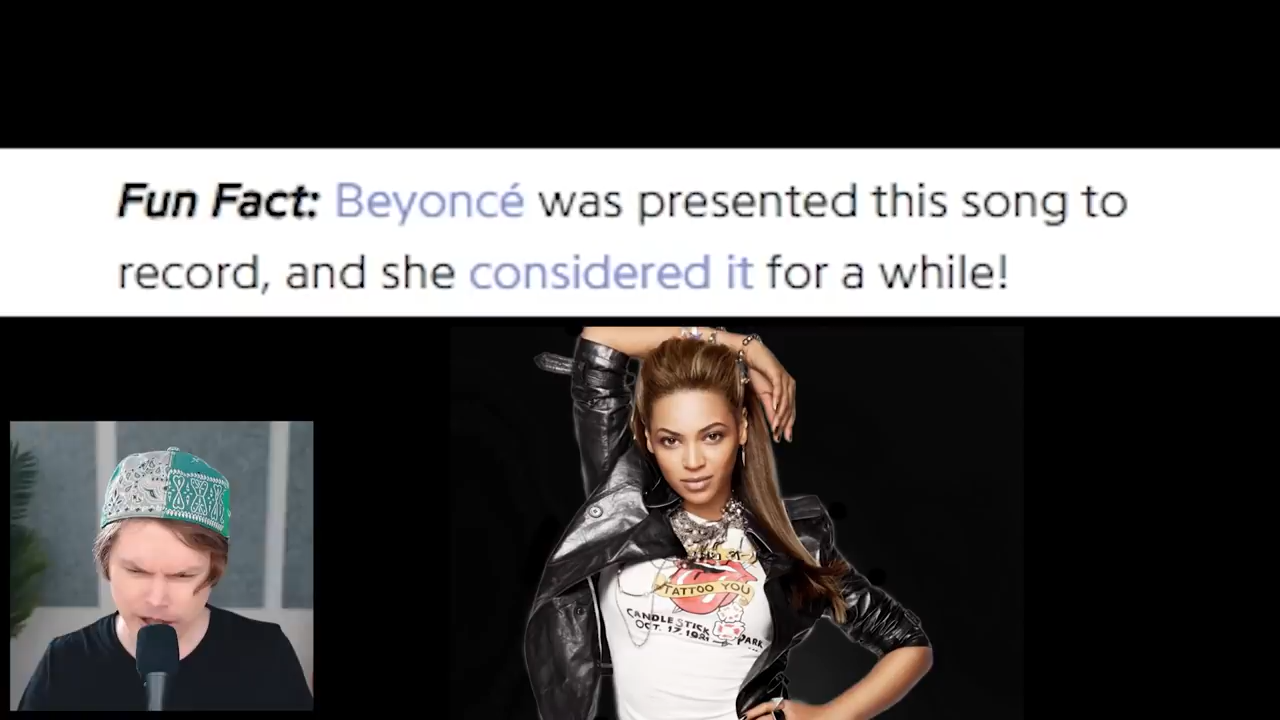 Fun Fact: Beyoncé was presented this song to
record, and she considered it for a while!
TATTOO YOU
CANDLESTICK
OCT. 17. 1981 PARK